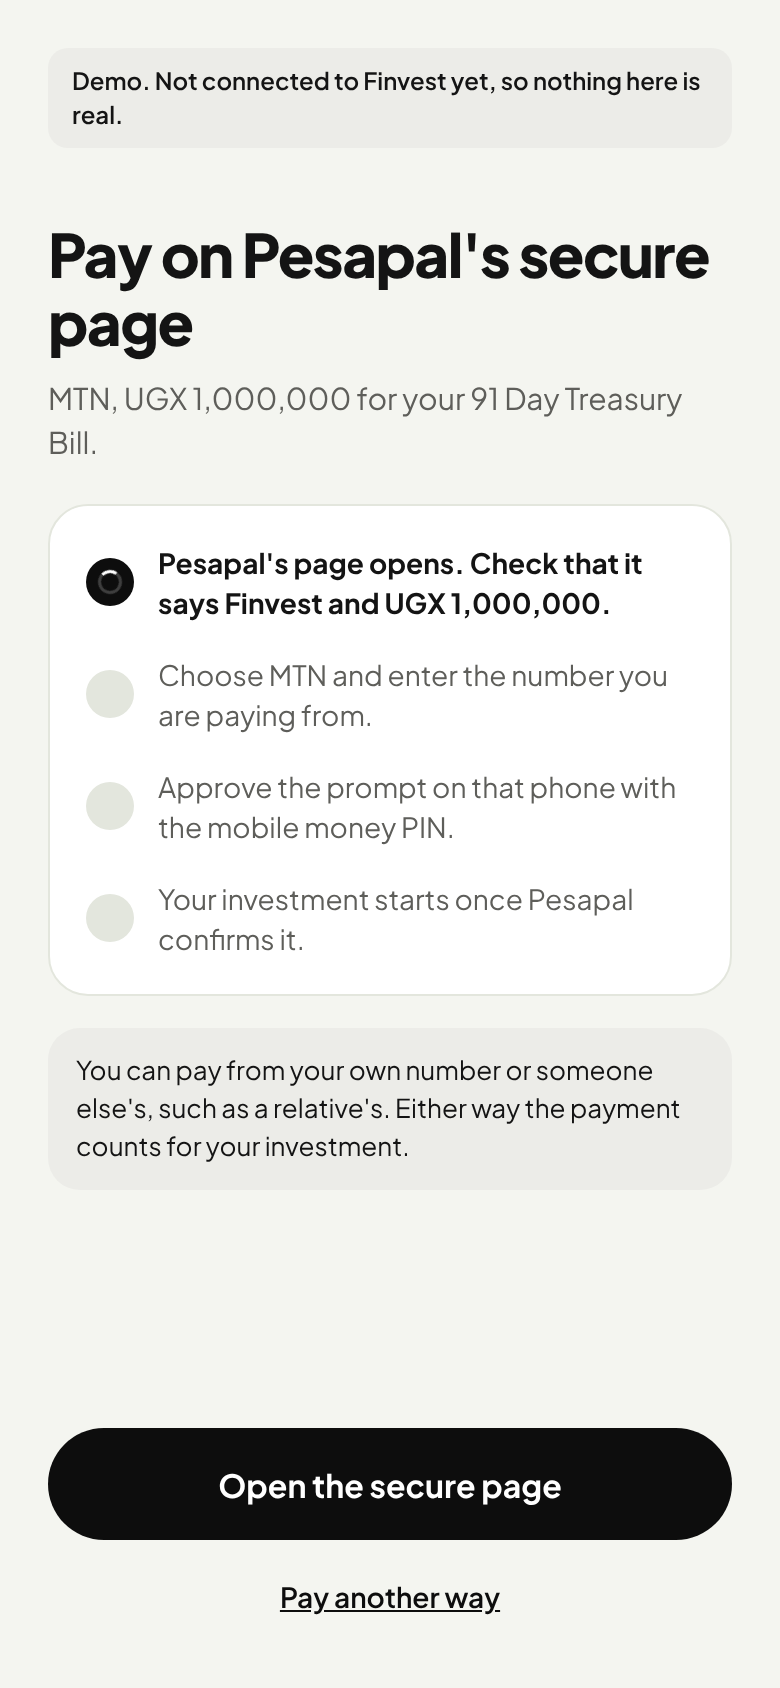 Demo. Not connected to Finvest yet, so nothing here is
real.
Pay on Pesapal's secure
page
MTN, UGX 1,000,000 for your 91 Day Treasury
Bill.
Pesapal's page opens. Check that it
says Finvest and UGX 1,000,000.
Choose MTN and enter the number you
are paying from.
Approve the prompt on that phone with
the mobile money PIN.
Your investment starts once Pesapal
confirms it.
You can pay from your own number or someone
else's, such as a relative's. Either way the payment
counts for your investment.
Open the secure page
Pay another way